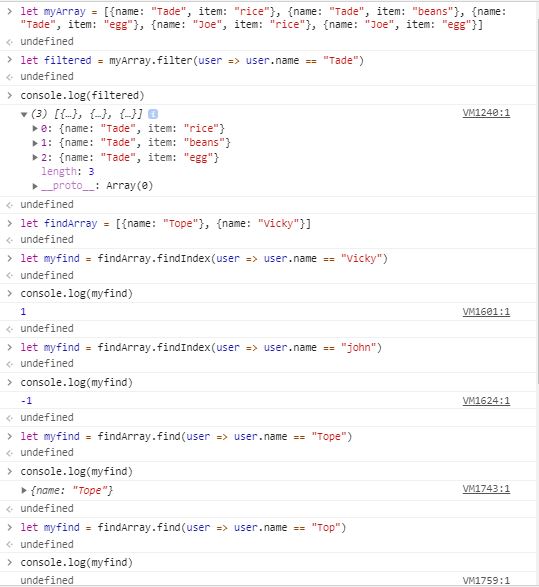 > let myArray = [{name: "Tade", item: "rice"}, {name: "Tade", item: "beans"}, {name:
"Tade", item: "egg"}, {name: "Joe", item: "rice"}, {name: "Joe", item: "egg"}]
undefined
> let filtered = myArray.filter(user => user.name == "Tade")
undefined
> console.log(filtered)
(3) [{…}, {…}, {…}] i VM1240:1
0: {name: "Tade", item: "rice"}
1: {name: "Tade", item: "beans"}
2: {name: "Tade", item: "egg"}
length: 3
__proto__: Array(0)
undefined
> let findArray = [{name: "Tope"}, {name: "Vicky"}]
undefined
> let myfind = findArray.findIndex(user => user.name == "Vicky")
undefined
> console.log(myfind)
1 VM1601:1
undefined
> let myfind = findArray.findIndex(user => user.name == "john")
undefined
> console.log(myfind)
-1 VM1624:1
undefined
> let myfind = findArray.find(user => user.name == "Tope")
undefined
> console.log(myfind)
{name: "Tope"} VM1743:1
undefined
> let myfind = findArray.find(user => user.name == "Top")
undefined
> console.log(myfind)
undefined VM1759:1